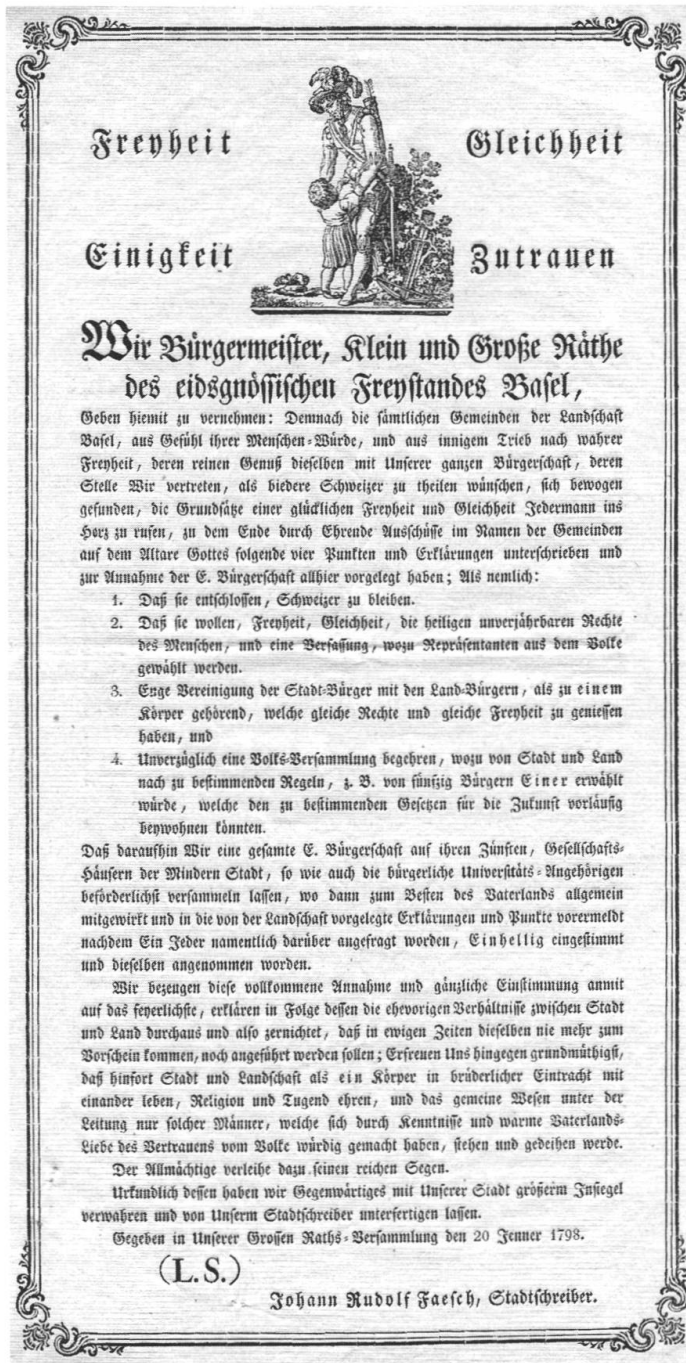 Freyheit Gleichheit
Einigkeit Zutrauen
Wir Bürgermeister, Klein und Große Räthe
des eidsgnössischen Freystandes Basel,
Geben hiemit zu vernehmen: Demnach die sämtlichen Gemeinden der Landschaft
Basel, aus Gefühl ihrer Menschen-Würde, und aus innigem Trieb nach wahrer
Freyheit, deren reinen Genuß dieselben mit Unserer ganzen Bürgerschaft, deren
Stelle Wir vertreten, als biedere Schweizer zu theilen wünschen, sich bewogen
gefunden, die Grundsätze einer glücklichen Freyheit und Gleichheit Jedermann ins
Herz zu rufen, zu dem Ende durch Ehrende Ausschüsse im Namen der Gemeinden
auf dem Altare Gottes folgende vier Punkten und Erklärungen unterschrieben und
zur Annahme der E. Bürgerschaft allhier vorgelegt haben; Als nemlich:
1. Daß sie entschlossen, Schweizer zu bleiben.
2. Daß sie wollen, Freyheit, Gleichheit, die heiligen unverjährbaren Rechte
des Menschen, und eine Verfassung, wozu Repräsentanten aus dem Volke
gewählt werden.
3. Enge Vereinigung der Stadt-Bürger mit den Land-Bürgern, als zu einem
Körper gehörend, welche gleiche Rechte und gleiche Freyheit zu geniessen
haben, und
4. Unverzüglich eine Volks-Versammlung begehren, wozu von Stadt und Land
nach zu bestimmenden Regeln, z. B. von fünfzig Bürgern Einer erwählt
würde, welche den zu bestimmenden Gesetzen für die Zukunft vorläufig
beywohnen könnten.
Daß daraufhin Wir eine gesamte E. Bürgerschaft auf ihren Zünften, Gesellschafts-
Häusern der Mindern Stadt, so wie auch die bürgerliche Universitäts-Angehörigen
beförderlichst versammeln lassen, wo dann zum Besten des Vaterlands allgemein
mitgewirkt und in die von der Landschaft vorgelegte Erklärungen und Punkte vorermeldt
nachdem Ein Jeder namentlich darüber angefragt worden, Einhellig eingestimmt
und dieselben angenommen worden.
Wir bezeugen diese vollkommene Annahme und gänzliche Einstimmung anmit
auf das feyerlichste, erklären in Folge dessen die ehevorigen Verhältnisse zwischen Stadt
und Land durchaus und also zernichtet, daß in ewigen Zeiten dieselben nie mehr zum
Vorschein kommen, noch angeführt werden sollen; Erfreuen Uns hingegen grundmüthigst,
daß hinfort Stadt und Landschaft als ein Körper in brüderlicher Eintracht mit
einander leben, Religion und Tugend ehren, und das gemeine Wesen unter der
Leitung nur solcher Männer, welche sich durch Kenntnisse und warme Vaterlands-
Liebe des Vertrauens vom Volke würdig gemacht haben, stehen und gedeihen werde.
Der Allmächtige verleihe dazu seinen reichen Segen.
Urkundlich dessen haben wir Gegenwärtiges mit Unserer Stadt größerm Insiegel
verwahren und von Unserm Stadtschreiber unterfertigen lassen.
Gegeben in Unserer Grossen Raths-Versammlung den 20 Jenner 1798.
(L.S.)
Johann Rudolf Faesch, Stadtschreiber.